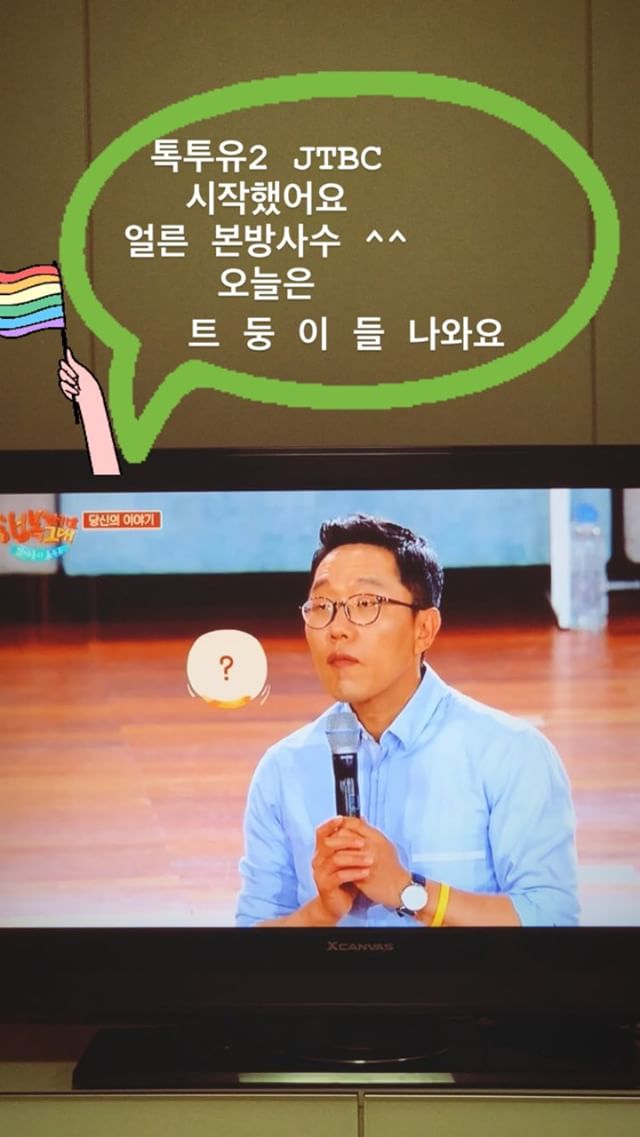 톡투유2 JTBC
시작했어요
얼른 본방사수 ^^
오늘은
트 둥 이 들 나와요
당신의 이야기
?
XCANVAS